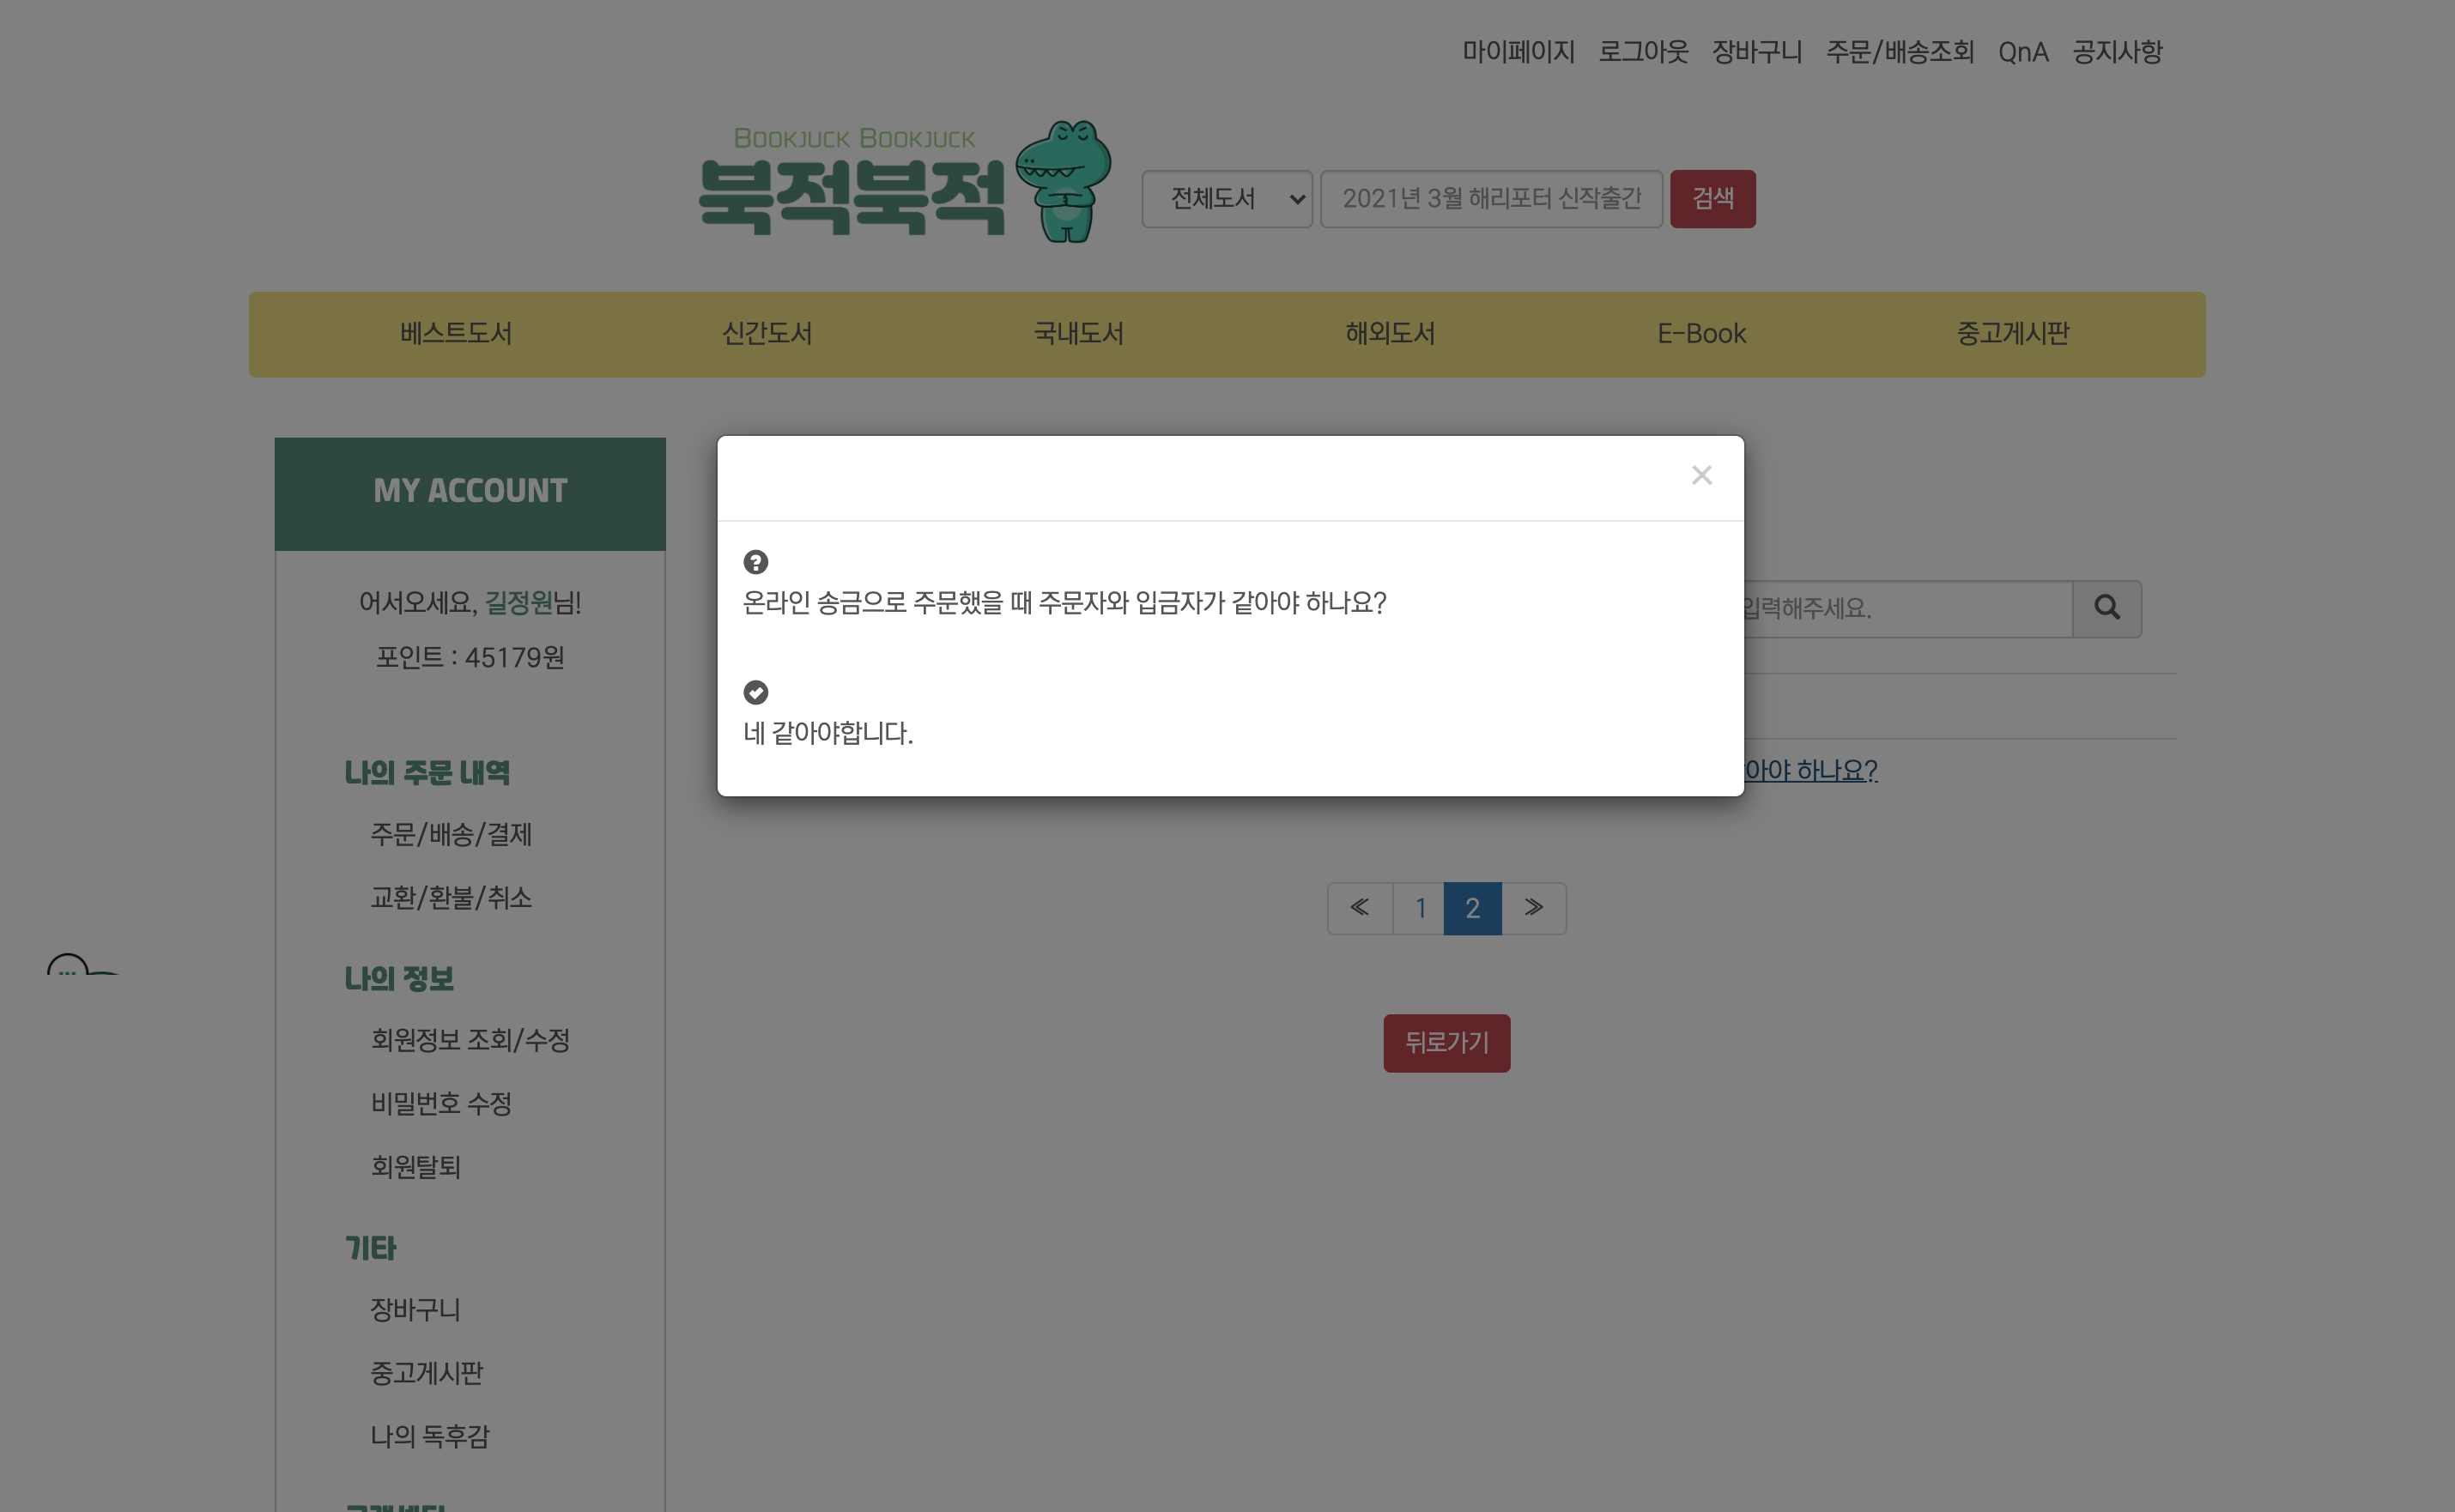 마이페이지 로그아웃 장바구니 주문/배송조회 QnA 공지사항
BOOKJUCK BOOKJUCK
북적북적
전체도서 2021년 3월 해리포터 신작출간 검색
베스트도서 신간도서 국내도서 해외도서 E-Book 중고게시판
MY ACCOUNT
어서오세요, 길정원님!
포인트 : 45179원
나의 주문 내역
주문/배송/결제
교환/환불/취소
나의 정보
회원정보 조회/수정
비밀번호 수정
회원탈퇴
기타
장바구니
중고게시판
나의 독후감
×
온라인 송금으로 주문했을 때 주문자와 입금자가 같아야 하나요?
네 같아야합니다.
입력해주세요.
아야 하나요?
≪ 1 2 ≫
뒤로가기